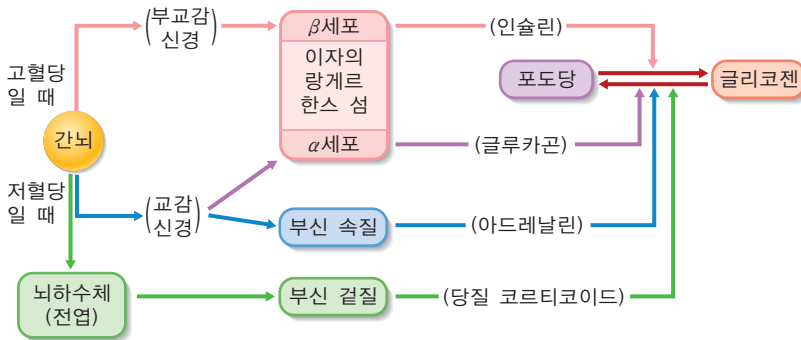 고혈당
일 때
(부교감
신경)
β세포
이자의
랑게르
한스 섬
α세포
(인슐린)
포도당
글리코젠
간뇌
(글루카곤)
저혈당
일 때
(교감
신경)
부신 속질
(아드레날린)
뇌하수체
(전엽)
부신 겉질
(당질 코르티코이드)